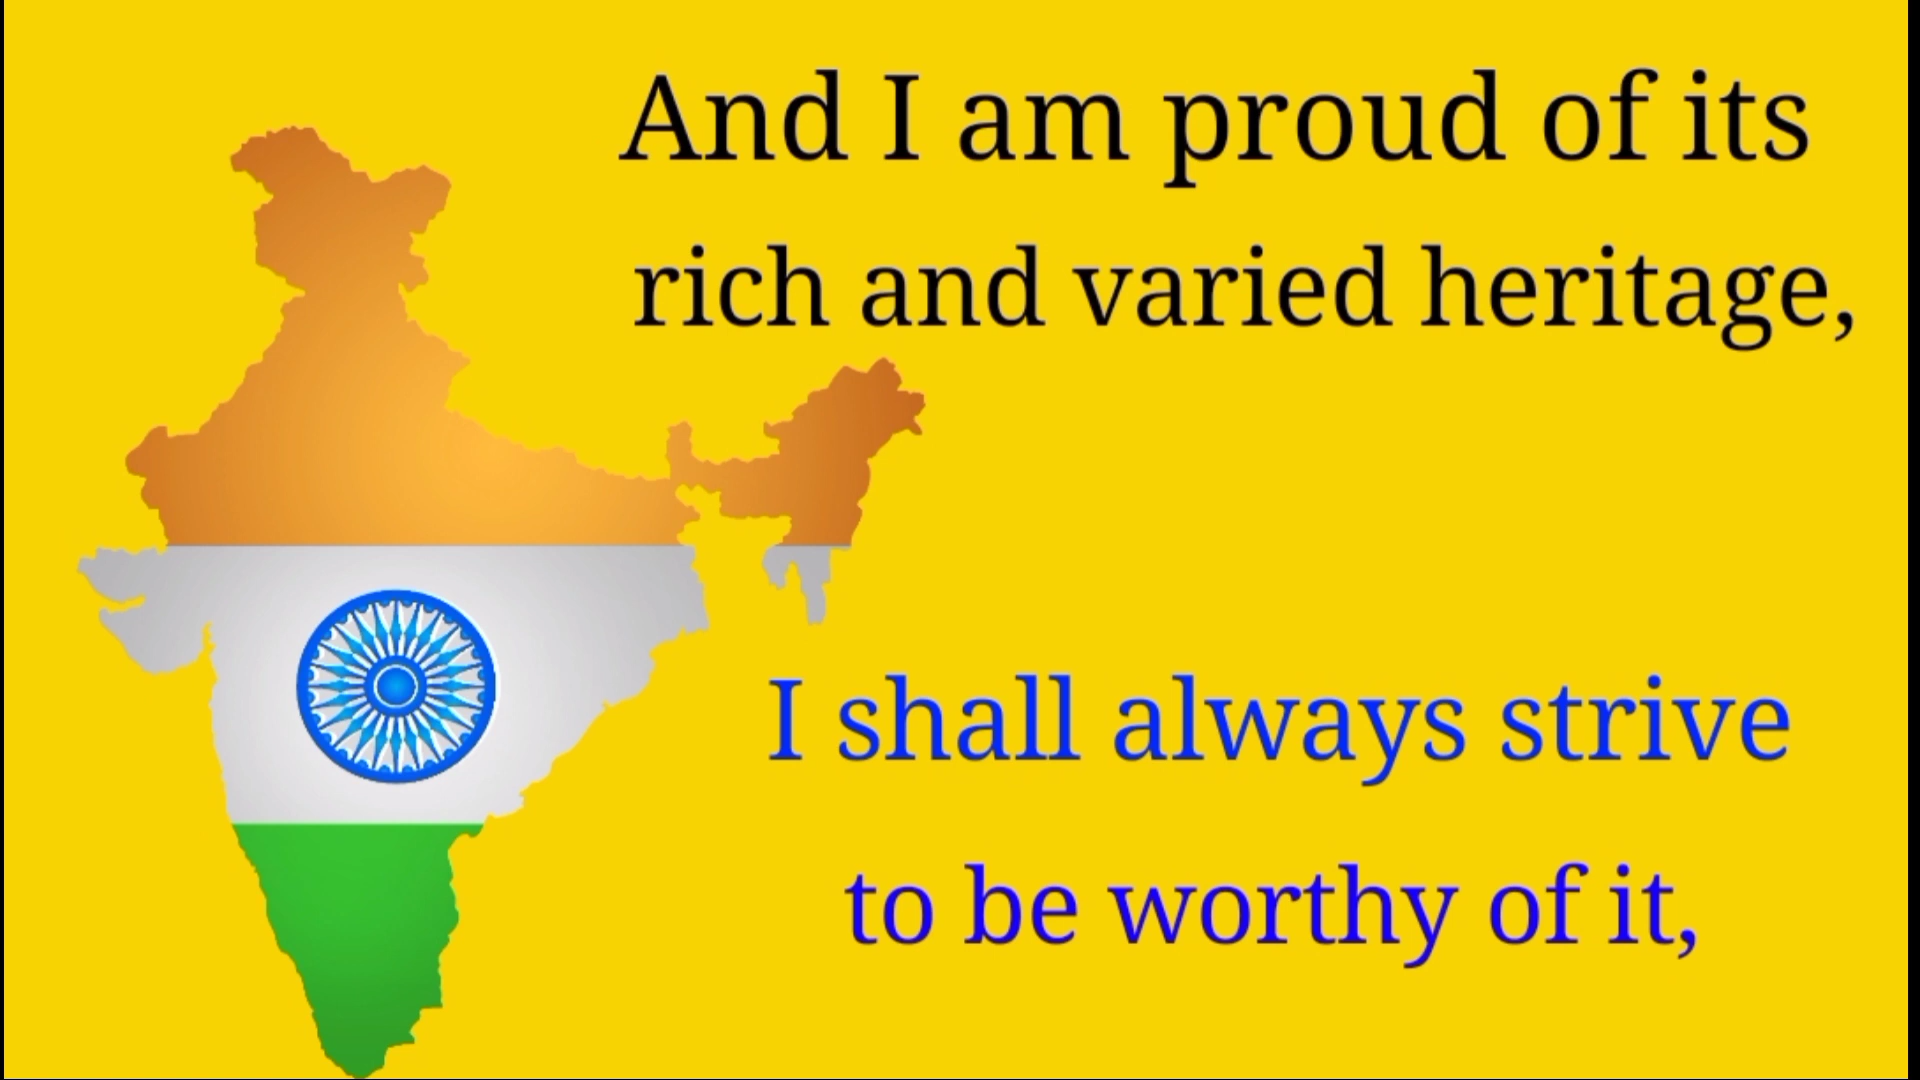 And I am proud of its
rich and varied heritage,
I shall always strive
to be worthy of it,